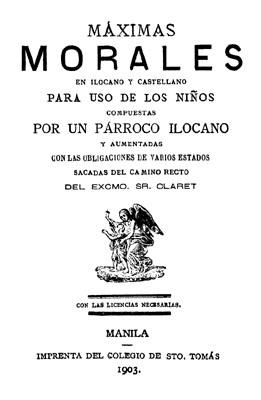 MÁXIMAS
MORALES
EN ILOCANO Y CASTELLANO
PARA USO DE LOS NIÑOS
COMPUESTAS
POR UN PÁRROCO ILOCANO
Y AUMENTADAS
CON LAS OBLIGACIONES DE VARIOS ESTADOS
SACADAS DEL CAMINO RECTO
DEL EXCMO. SR. CLARET
CON LAS LICENCIAS NECESARIAS.
MANILA
IMPRENTA DEL COLEGIO DE STO. TOMÁS
1903.